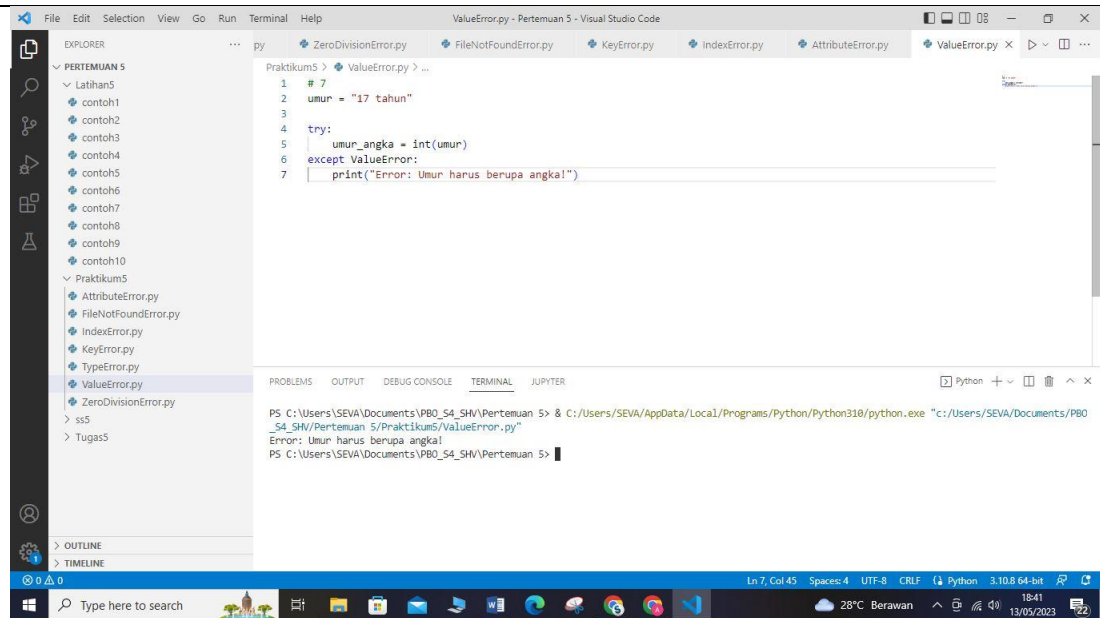 File Edit Selection View Go Run Terminal Help ValueError.py - Pertemuan 5 - Visual Studio Code
EXPLORER
PERTEMUAN 5
Latihan5
contoh1
contoh2
contoh3
contoh4
contoh5
contoh6
contoh7
contoh8
contoh9
contoh10
Praktikum5
AttributeError.py
FileNotFoundError.py
IndexError.py
KeyError.py
TypeError.py
ValueError.py
ZeroDivisionError.py
ss5
Tugas5
OUTLINE
TIMELINE
py ZeroDivisionError.py FileNotFoundError.py KeyError.py IndexError.py AttributeError.py ValueError.py
Praktikum5 > ValueError.py > ...
1 # 7
2 umur = "17 tahun"
3
4 try:
5 umur_angka = int(umur)
6 except ValueError:
7 print("Error: Umur harus berupa angka!")
PROBLEMS OUTPUT DEBUG CONSOLE TERMINAL JUPYTER Python
PS C:\Users\SEVA\Documents\PBO_S4_SHV\Pertemuan 5> & C:/Users/SEVA/AppData/Local/Programs/Python/Python310/python.exe "c:/Users/SEVA/Documents/PBO
_S4_SHV/Pertemuan 5/Praktikum5/ValueError.py"
Error: Umur harus berupa angka!
PS C:\Users\SEVA\Documents\PBO_S4_SHV\Pertemuan 5>
1
0 0 Ln 7, Col 45 Spaces: 4 UTF-8 CRLF Python 3.10.8 64-bit
Type here to search 28°C Berawan 18:41
13/05/2023 22